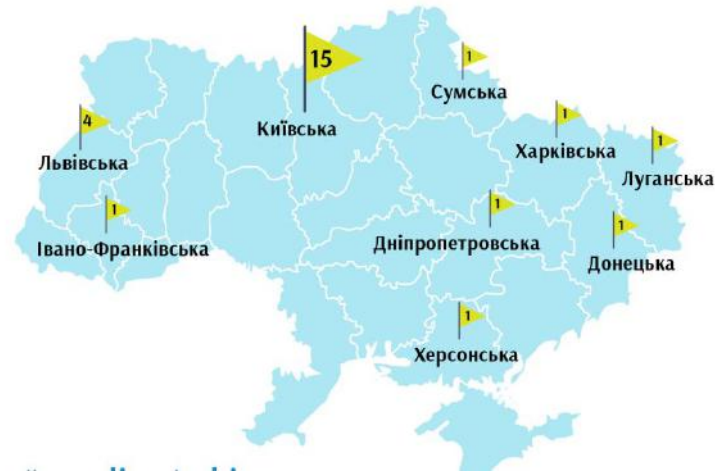 15
Київська
1
Сумська
4
Львівська
1
Харківська
1
Луганська
1
Івано-Франківська
1
Дніпропетровська
1
Донецька
1
Херсонська